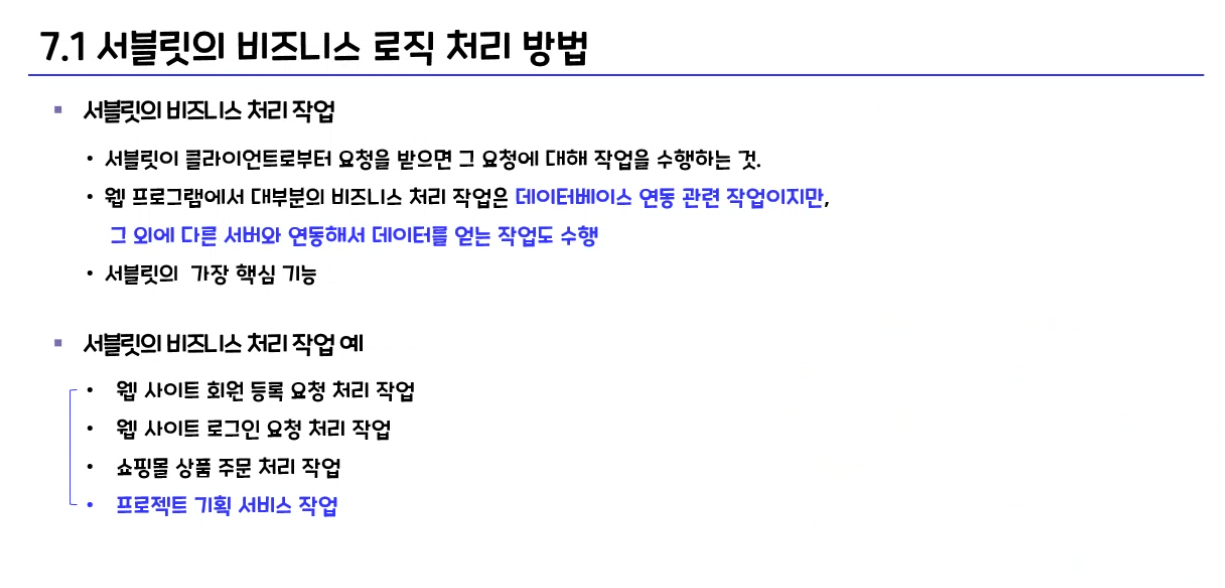 7.1 서블릿의 비즈니스 로직 처리 방법
▪ 서블릿의 비즈니스 처리 작업
• 서블릿이 클라이언트로부터 요청을 받으면 그 요청에 대해 작업을 수행하는 것.
• 웹 프로그램에서 대부분의 비즈니스 처리 작업은 데이터베이스 연동 관련 작업이지만,
그 외에 다른 서버와 연동해서 데이터를 얻는 작업도 수행
• 서블릿의 가장 핵심 기능
▪ 서블릿의 비즈니스 처리 작업 예
• 웹 사이트 회원 등록 요청 처리 작업
• 웹 사이트 로그인 요청 처리 작업
• 쇼핑몰 상품 주문 처리 작업
• 프로젝트 기획 서비스 작업